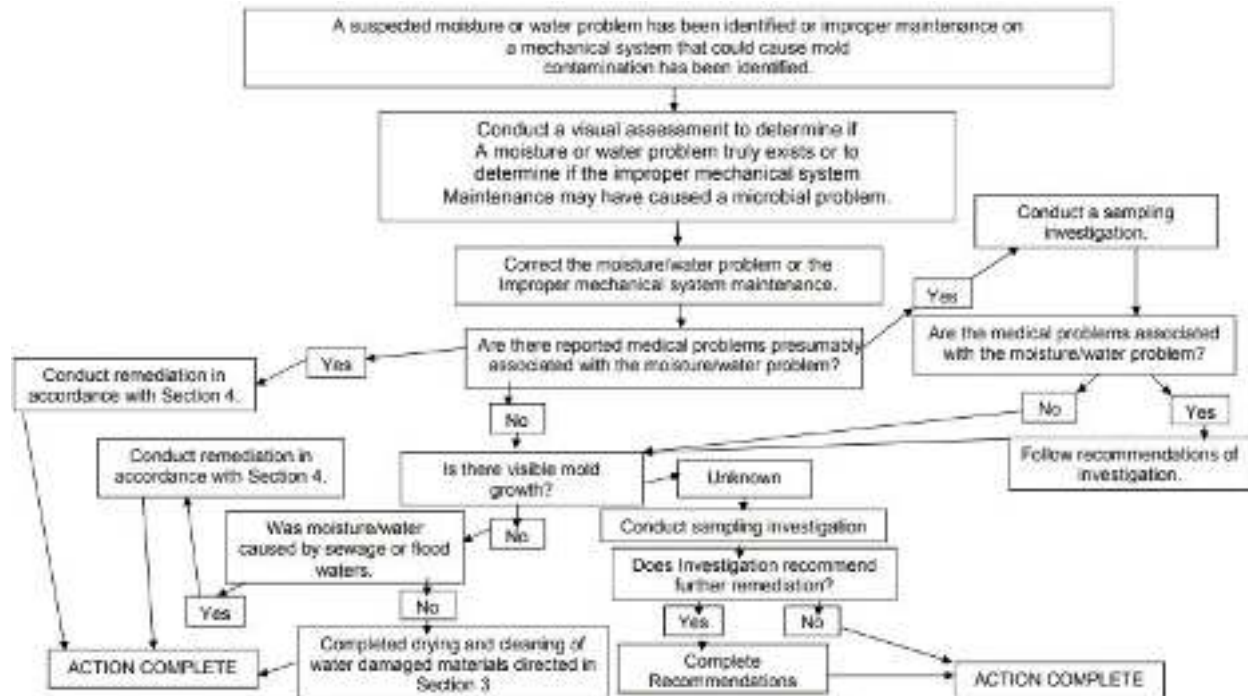 A suspected moisture or water problem has been identified or improper maintenance on
a mechanical system that could cause mold
contamination has been identified.
Conduct a visual assessment to determine if
A moisture or water problem truly exists or to
determine if the improper mechanical system
Maintenance may have caused a microbial problem.
Conduct a sampling
investigation.
Correct the moisture/water problem or the
Improper mechanical system maintenance.
Yes
Are there reported medical problems presumably
associated with the moisture/water problem?
Are the medical problems associated
with the moisture/water problem?
Yes
Conduct remediation in
accordance with Section 4.
No
No
Yes
Conduct remediation in
accordance with Section 4.
Is there visible mold
growth?
Unknown
Follow recommendations of
investigation.
Was moisture/water
caused by sewage or flood
waters.
No
Conduct sampling investigation
Does Investigation recommend
further remediation?
Yes
No
Yes
No
ACTION COMPLETE
Completed drying and cleaning of
water damaged materials directed in
Section 3
Complete
Recommendations
ACTION COMPLETE